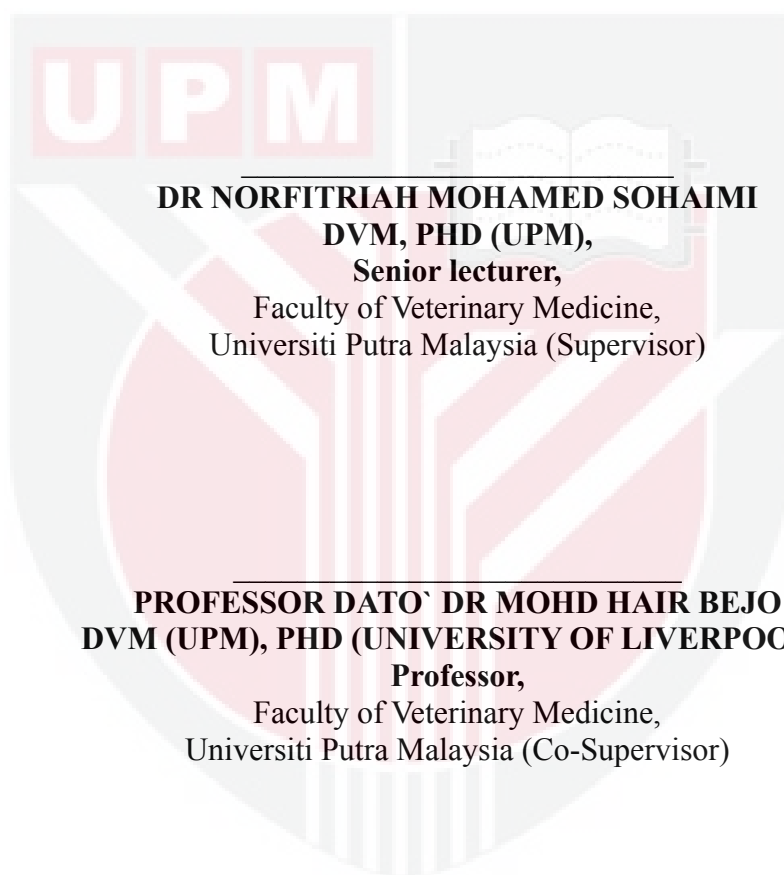 UPM
DR NORFITRIAH MOHAMED SOHAIMI
DVM, PHD (UPM),
Senior lecturer,
Faculty of Veterinary Medicine,
Universiti Putra Malaysia (Supervisor)
PROFESSOR DATO` DR MOHD HAIR BEJO
DVM (UPM), PHD (UNIVERSITY OF LIVERPOO
Professor,
Faculty of Veterinary Medicine,
Universiti Putra Malaysia (Co-Supervisor)